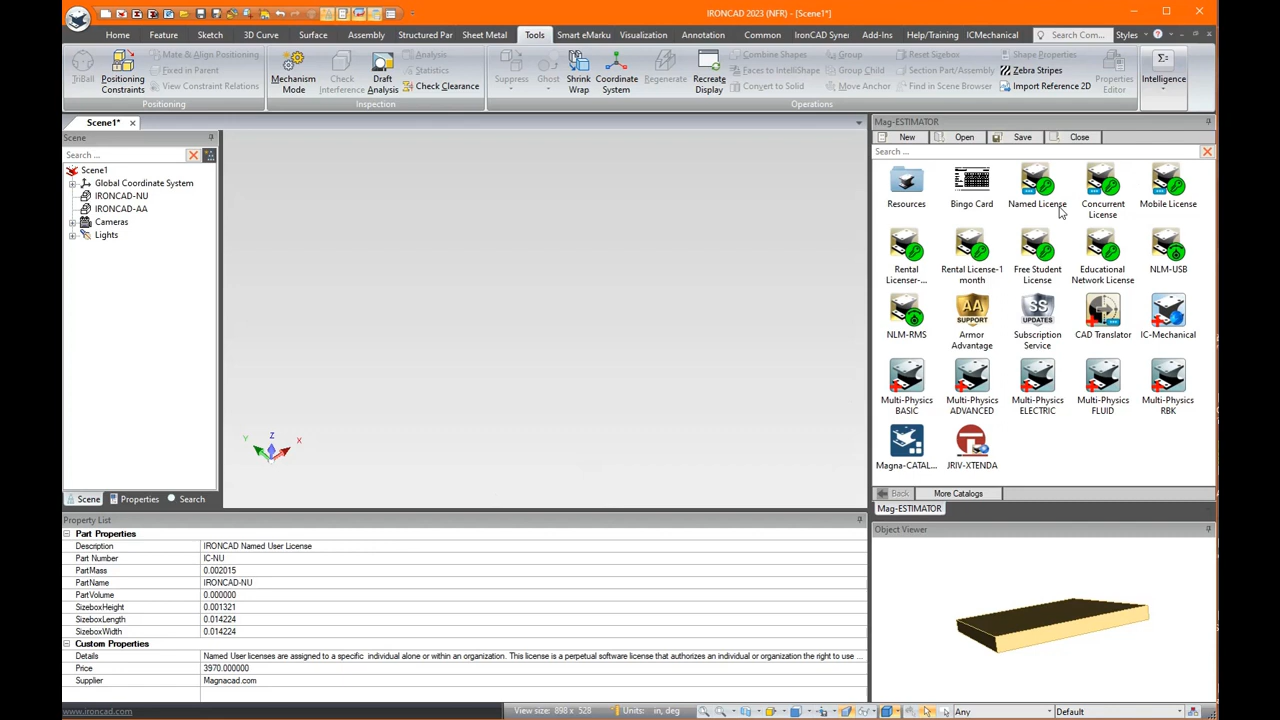 IRONCAD 2023 (NFR) - [Scene1*]
Home Feature Sketch 3D Curve Surface Assembly Structured Par Sheet Metal Tools Smart eMarku Visualization Annotation Common IronCAD Synei Add-Ins Help/Training ICMechanical Search Com... Styles
TriBall
Positioning Constraints
Mate & Align Positioning
Fixed in Parent
View Constraint Relations
Positioning
Mechanism Mode
Check Interference
Draft Analysis
Analysis
Statistics
Check Clearance
Inspection
Suppress
Ghost
Shrink Wrap
Coordinate System
Regenerate
Recreate Display
Combine Shapes
Faces to IntelliShape
Convert to Solid
Group
Group Child
Move Anchor
Reset Sizebox
Section Part/Assembly
Find in Scene Browser
Shape Properties
Zebra Stripes
Import Reference 2D
Properties Editor
Operations
Intelligence
Scene1*
Scene
Search ...
Scene1
Global Coordinate System
IRONCAD-NU
IRONCAD-AA
Cameras
Lights
Y
Z
X
Scene Properties Search
Mag-ESTIMATOR
New Open Save Close
Search ...
Resources
Bingo Card
Named License
Concurrent License
Mobile License
Rental Licenser-...
Rental License-1 month
Free Student License
Educational Network License
NLM-USB
NLM-RMS
AA
SUPPORT
Armor Advantage
SS
UPDATES
Subscription Service
CAD Translator
IC-Mechanical
Multi-Physics BASIC
Multi-Physics ADVANCED
Multi-Physics ELECTRIC
Multi-Physics FLUID
Multi-Physics RBK
Magna-CATAL...
JRIV-XTENDA
Back More Catalogs
Mag-ESTIMATOR
Object Viewer
Property List
Part Properties
Description IRONCAD Named User License
Part Number IC-NU
PartMass 0.002015
PartName IRONCAD-NU
PartVolume 0.000000
SizeboxHeight 0.001321
SizeboxLength 0.014224
SizeboxWidth 0.014224
Custom Properties
Details Named User licenses are assigned to a specific individual alone or within an organization. This license is a perpetual software license that authorizes an individual or organization the right to use ...
Price 3970.000000
Supplier Magnacad.com
www.ironcad.com View size: 898 x 528 Units: in, deg Any Default